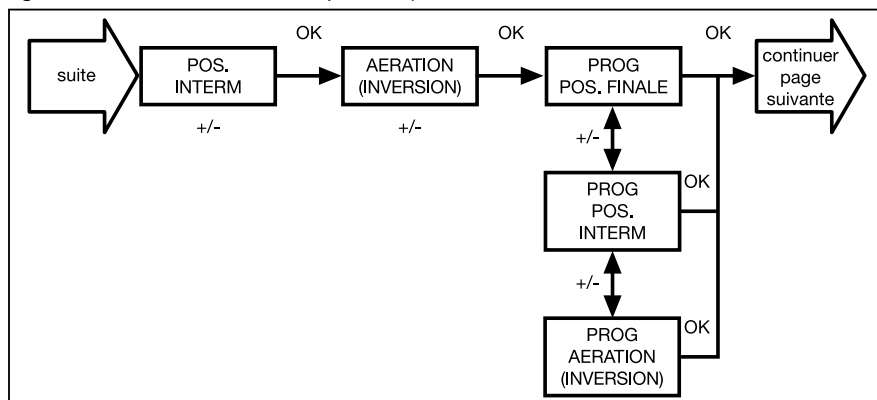 OK
OK
OK
suite
POS.
INTERM
AERATION
(INVERSION)
PROG
POS. FINALE
continuer
page
suivante
+/-
+/-
+/-
PROG
POS.
INTERM
OK
+/-
PROG
AERATION
(INVERSION)
OK